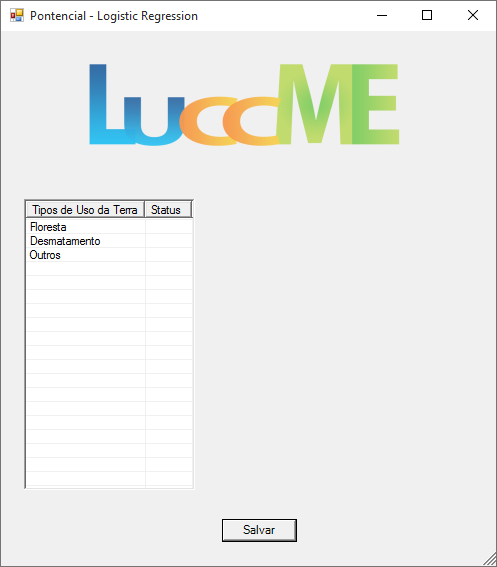 Pontencial - Logistic Regression
LuccME
Tipos de Uso da Terra Status
Floresta
Desmatamento
Outros
Salvar